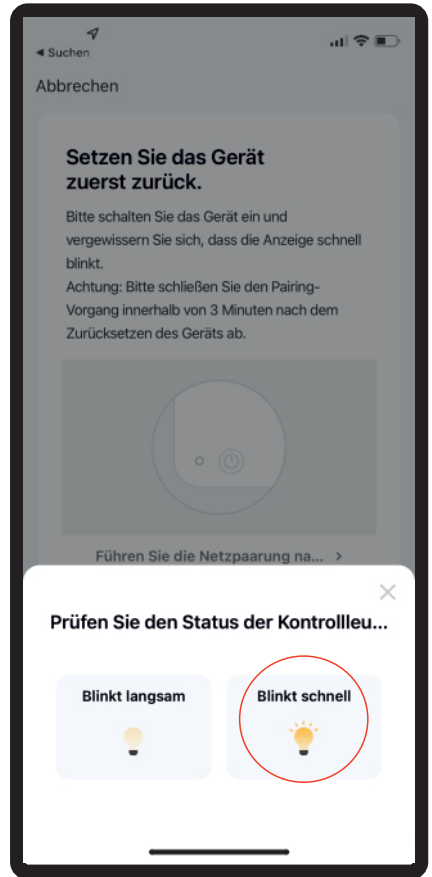 ◀ Suchen
Abbrechen
Setzen Sie das Gerät
zuerst zurück.
Bitte schalten Sie das Gerät ein und
vergewissern Sie sich, dass die Anzeige schnell
blinkt.
Achtung: Bitte schließen Sie den Pairing-
Vorgang innerhalb von 3 Minuten nach dem
Zurücksetzen des Geräts ab.
Führen Sie die Netzpaarung na... >
Prüfen Sie den Status der Kontrollleu...
Blinkt langsam
Blinkt schnell